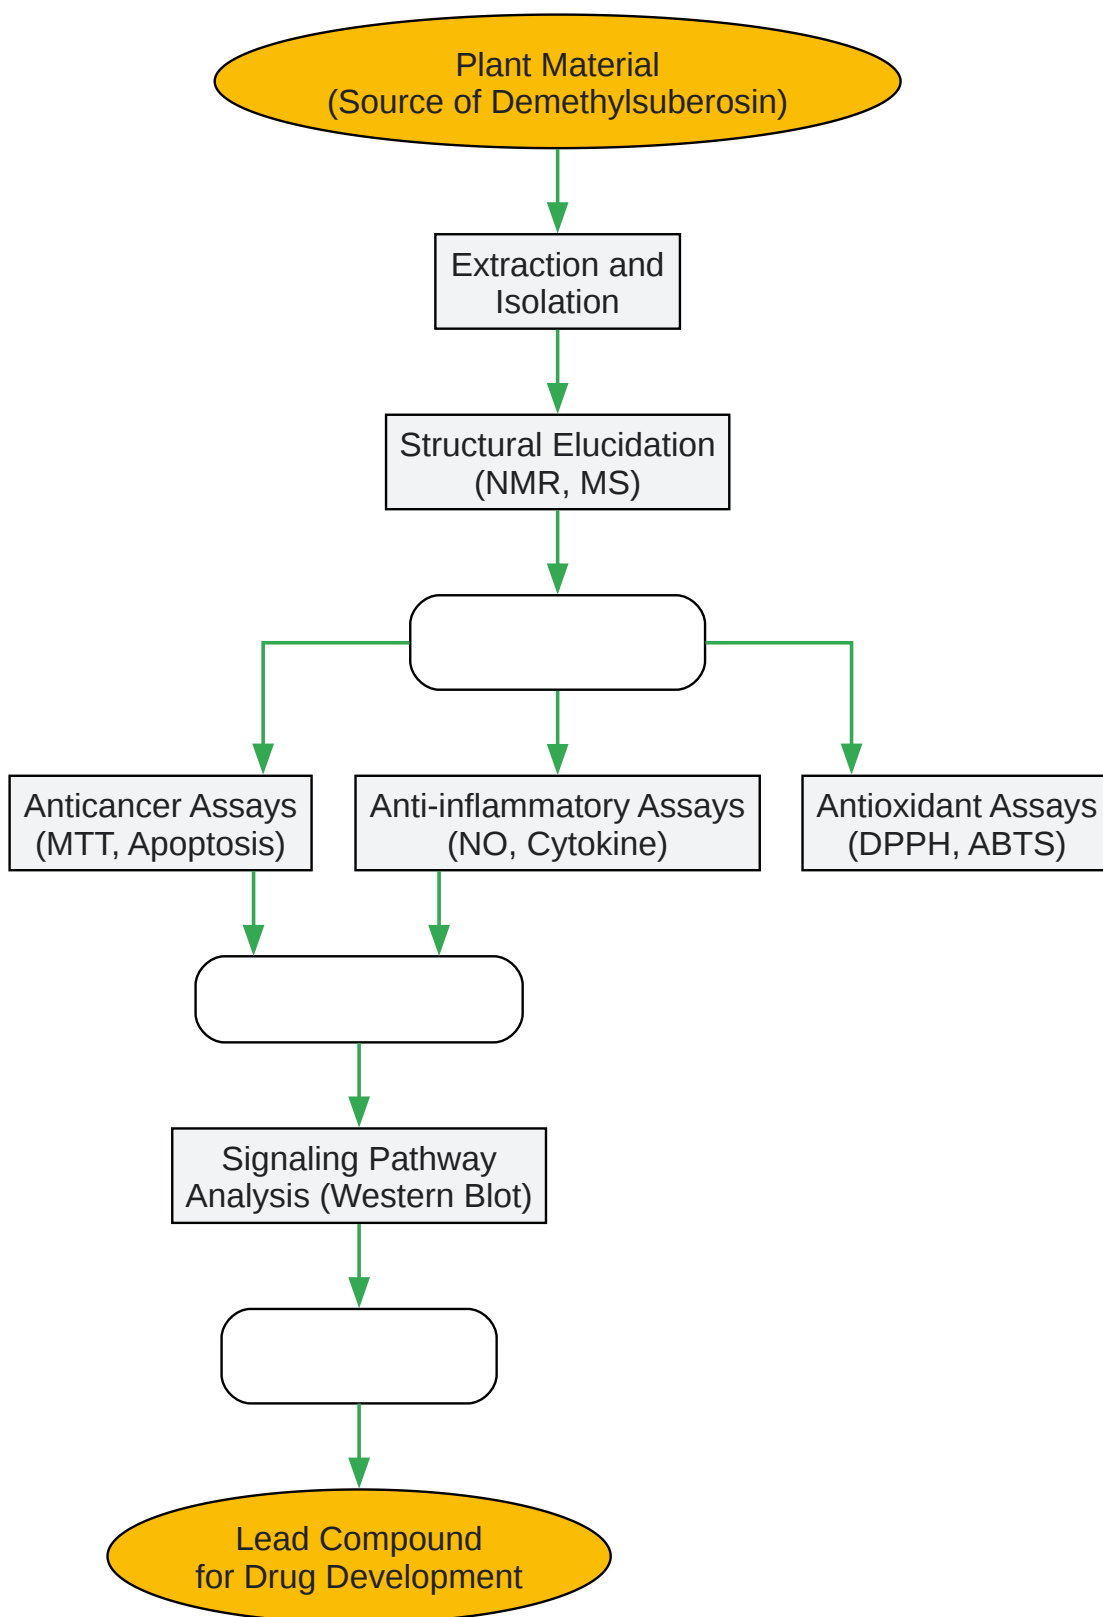 Plant Material
(Source of Demethylsuberosin)
Extraction and
Isolation
Structural Elucidation
(NMR, MS)
Anticancer Assays
(MTT, Apoptosis)
Anti-inflammatory Assays
(NO, Cytokine)
Antioxidant Assays
(DPPH, ABTS)
Signaling Pathway
Analysis (Western Blot)
Lead Compound
for Drug Development